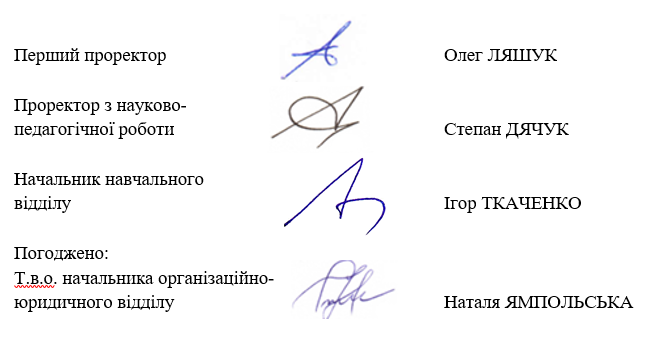 Перший проректор Олег ЛЯШУК
Проректор з науково-
педагогічної роботи Степан ДЯЧУК
Начальник навчального
відділу Ігор ТКАЧЕНКО
Погоджено:
Т.в.о. начальника організаційно-
юридичного відділу Наталя ЯМПОЛЬСЬКА